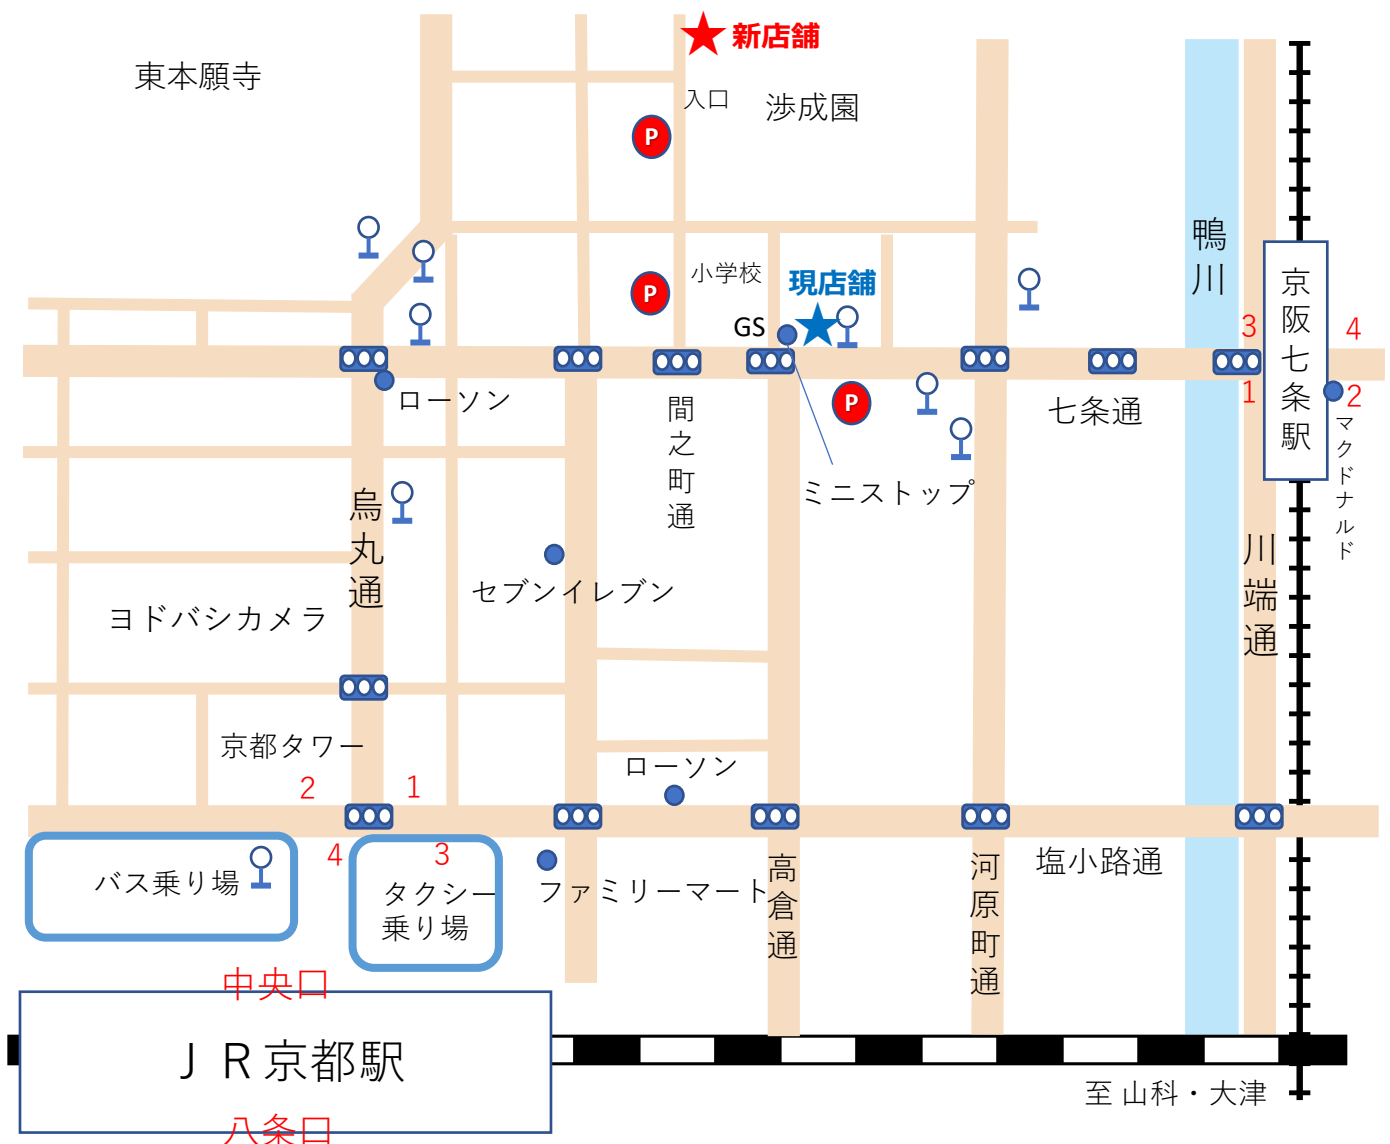 新店舗
東本願寺
入口
渉成園
P
鴨川
小学校
現店舗
P
京阪七条駅
GS
3
4
1
2
ローソン
P
間之町通
七条通
マクドナルド
ミニストップ
烏丸通
川端通
セブンイレブン
ヨドバシカメラ
京都タワー
ローソン
2
1
4
3
バス乗り場
タクシー
乗り場
ファミリーマート
高倉通
河原町通
塩小路通
中央口
ＪＲ京都駅
八条口
至 山科・大津